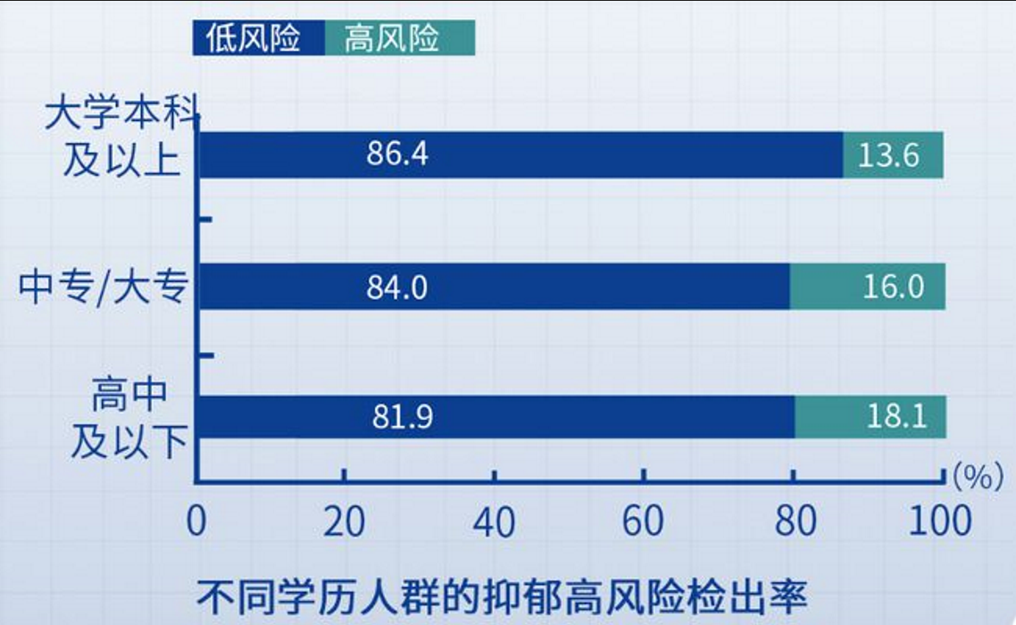 低风险 高风险
大学本科
及以上
86.4 13.6
中专/大专 84.0 16.0
高中
及以下
81.9 18.1
(%)
0 20 40 60 80 100
不同学历人群的抑郁高风险检出率